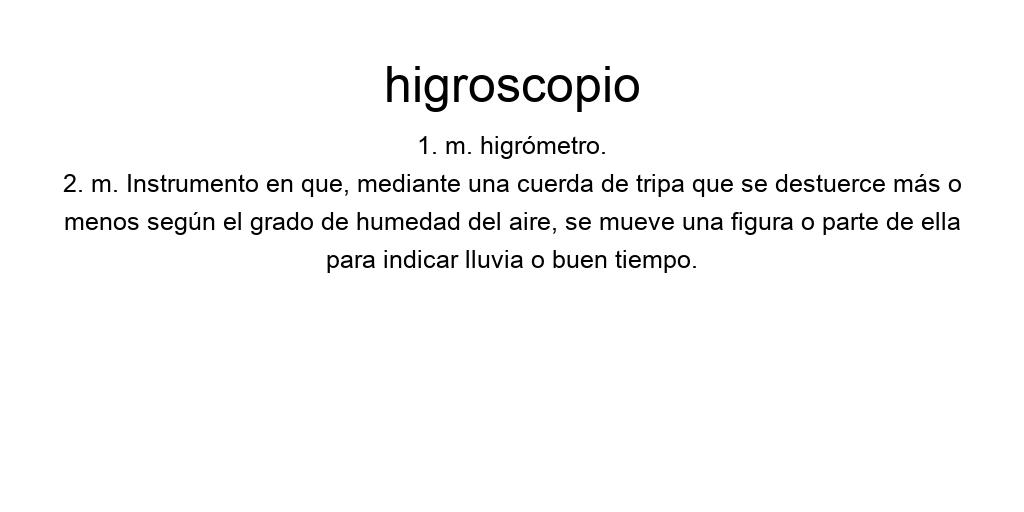 higroscopio
1. m. higrómetro.
2. m. Instrumento en que, mediante una cuerda de tripa que se destuerce más o
menos según el grado de humedad del aire, se mueve una figura o parte de ella
para indicar lluvia o buen tiempo.